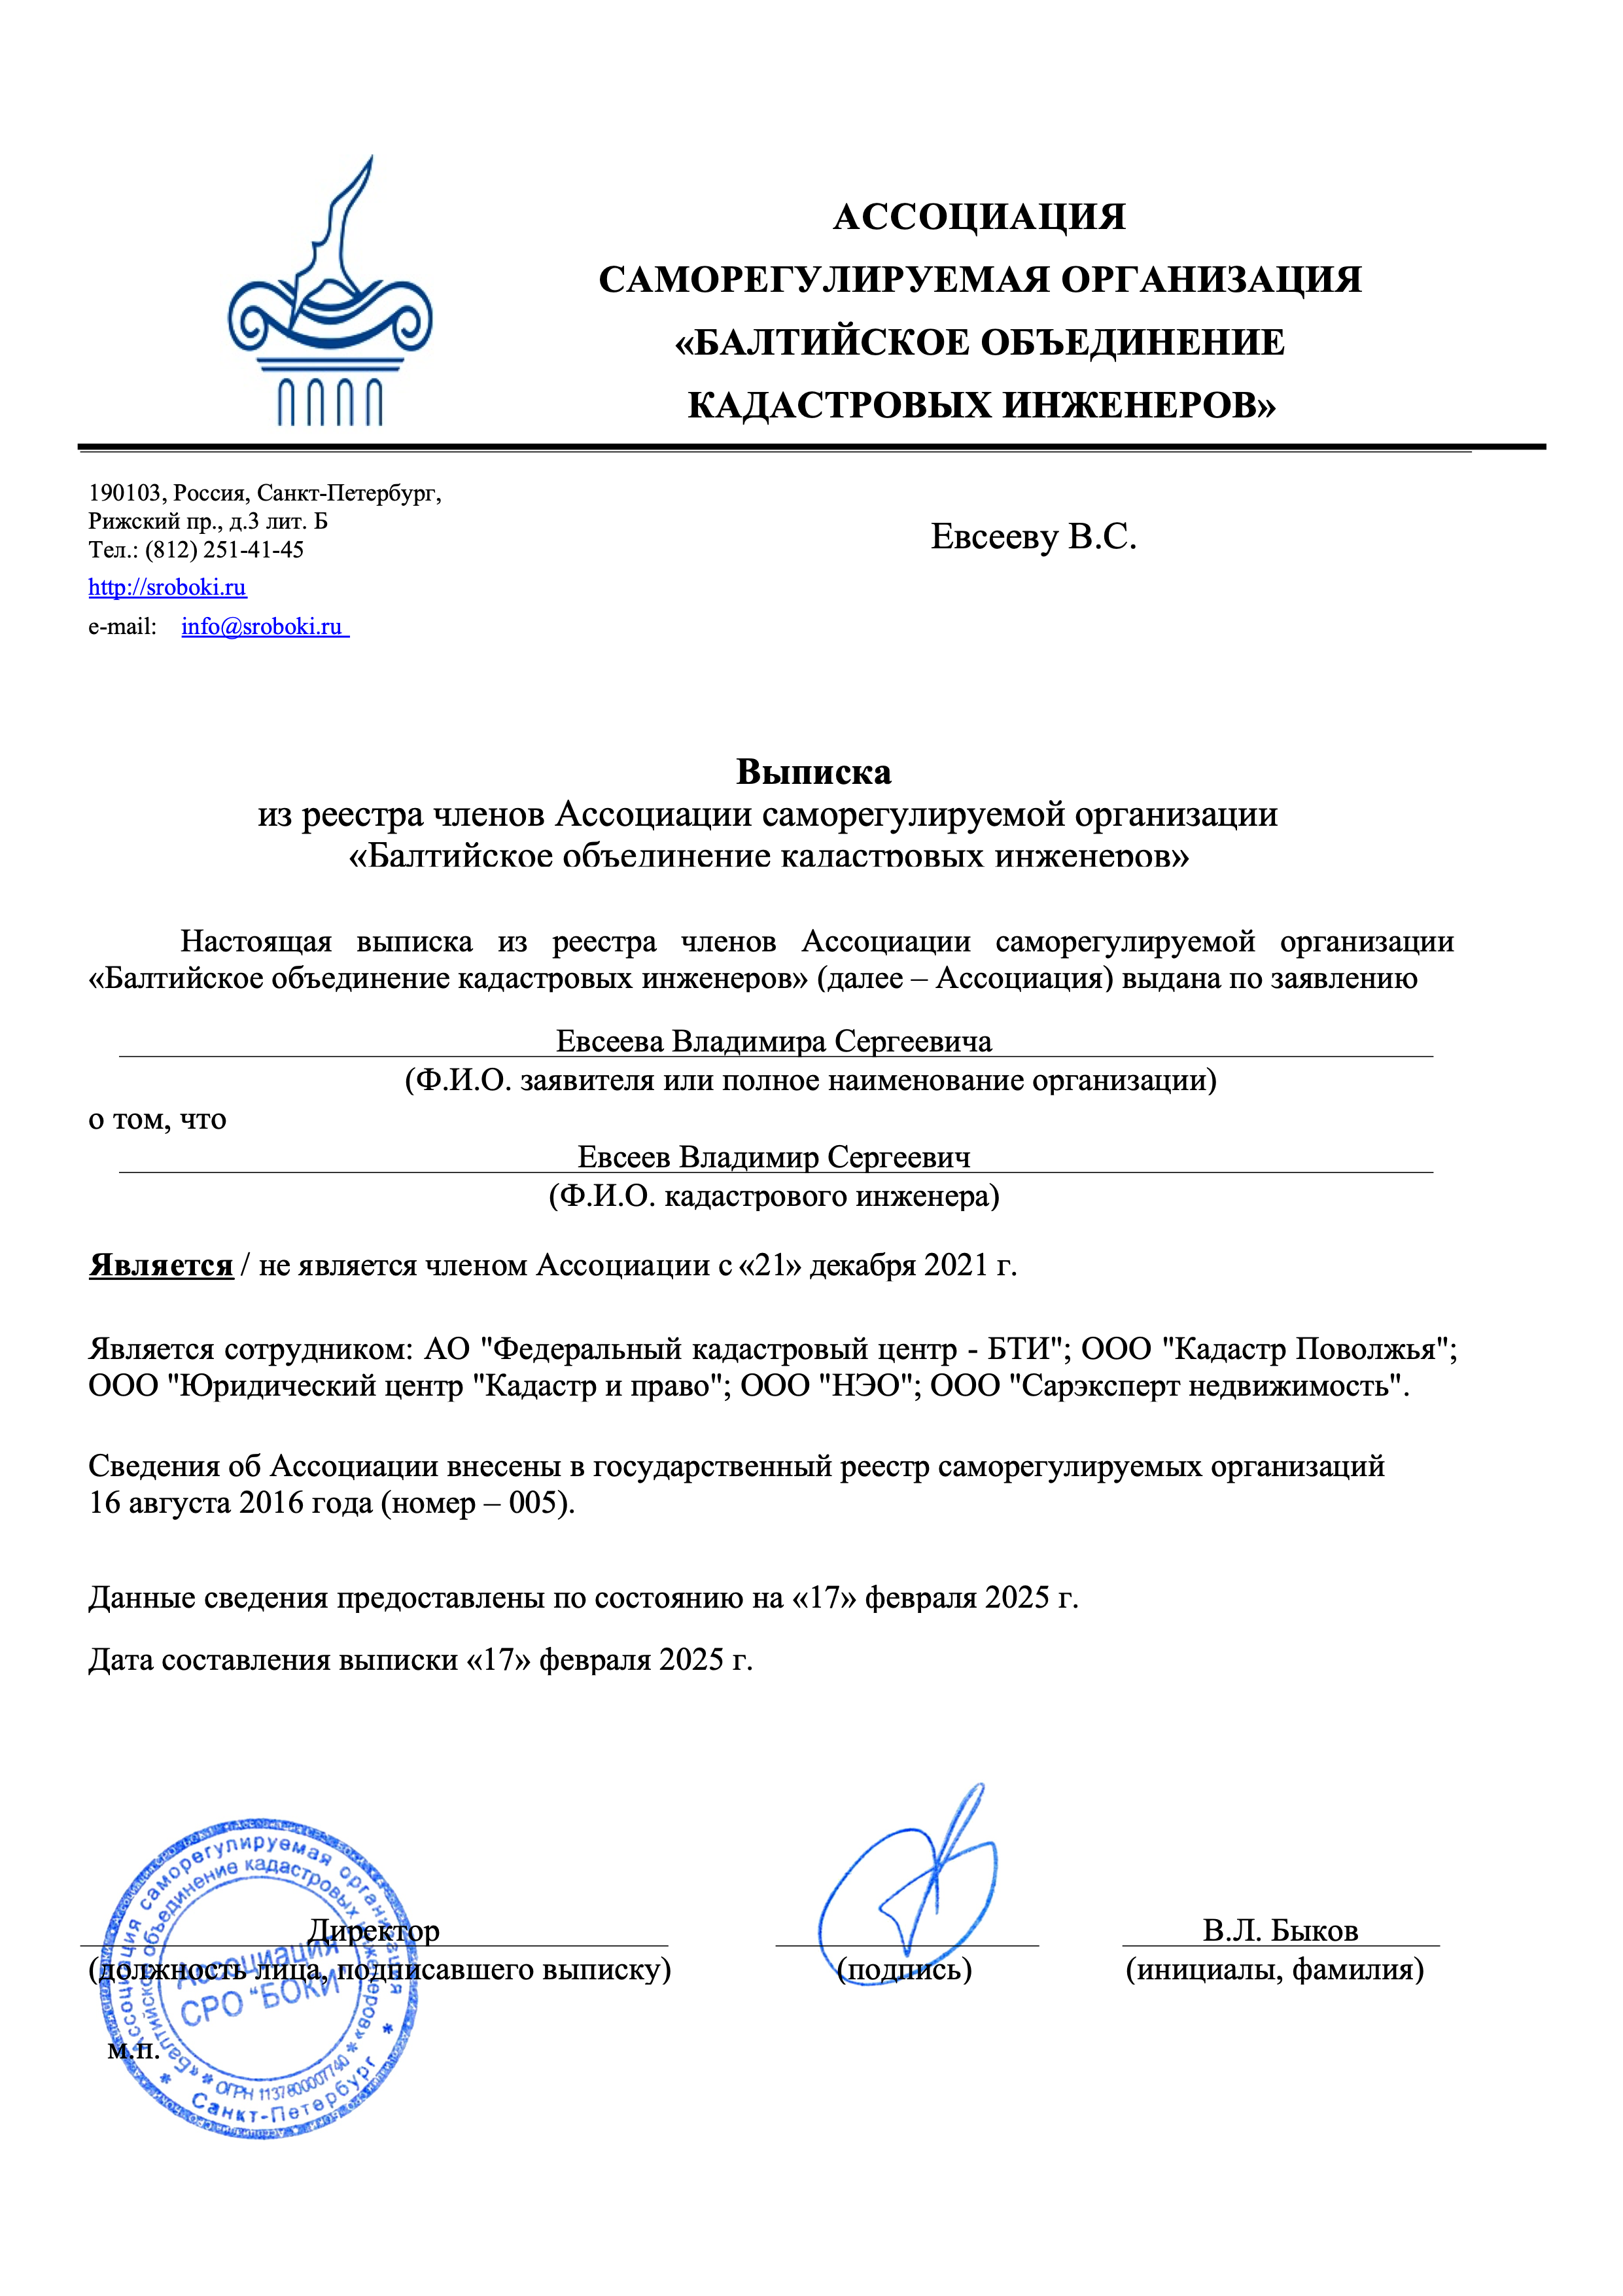 АССОЦИАЦИЯ
САМОРЕГУЛИРУЕМАЯ ОРГАНИЗАЦИЯ
«БАЛТИЙСКОЕ ОБЪЕДИНЕНИЕ
КАДАСТРОВЫХ ИНЖЕНЕРОВ»
190103, Россия, Санкт-Петербург,
Рижский пр., д.3 лит. Б
Тел.: (812) 251-41-45
http://sroboki.ru
e-mail: info@sroboki.ru
Евсееву В.С.
Выписка
из реестра членов Ассоциации саморегулируемой организации
«Балтийское объединение кадастровых инженеров»
Настоящая выписка из реестра членов Ассоциации саморегулируемой организации
«Балтийское объединение кадастровых инженеров» (далее – Ассоциация) выдана по заявлению
Евсеева Владимира Сергеевича
(Ф.И.О. заявителя или полное наименование организации)
о том, что
Евсеев Владимир Сергеевич
(Ф.И.О. кадастрового инженера)
Является / не является членом Ассоциации с «21» декабря 2021 г.
Является сотрудником: АО "Федеральный кадастровый центр - БТИ"; ООО "Кадастр Поволжья";
ООО "Юридический центр "Кадастр и право"; ООО "НЭО"; ООО "Сарэксперт недвижимость".
Сведения об Ассоциации внесены в государственный реестр саморегулируемых организаций
16 августа 2016 года (номер – 005).
Данные сведения предоставлены по состоянию на «17» февраля 2025 г.
Дата составления выписки «17» февраля 2025 г.
Директор
(должность лица, подписавшего выписку)
(подпись)
В.Л. Быков
(инициалы, фамилия)
м.п.
Ассоциация саморегулируемая организация
«Балтийское объединение кадастровых инженеров»
Ассоциация
СРО "БОКИ"
* ОГРН 1137800007740 *
* Санкт-Петербург *